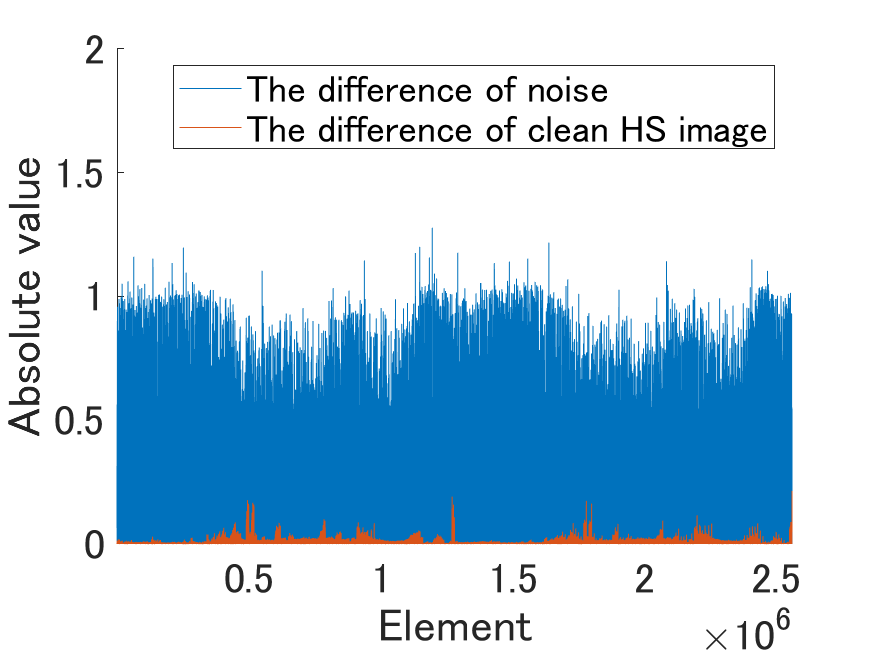 2
The difference of noise
The difference of clean HS image
1.5
1
0.5
0
Absolute value
0.5 1 1.5 2 2.5
×10^6
Element